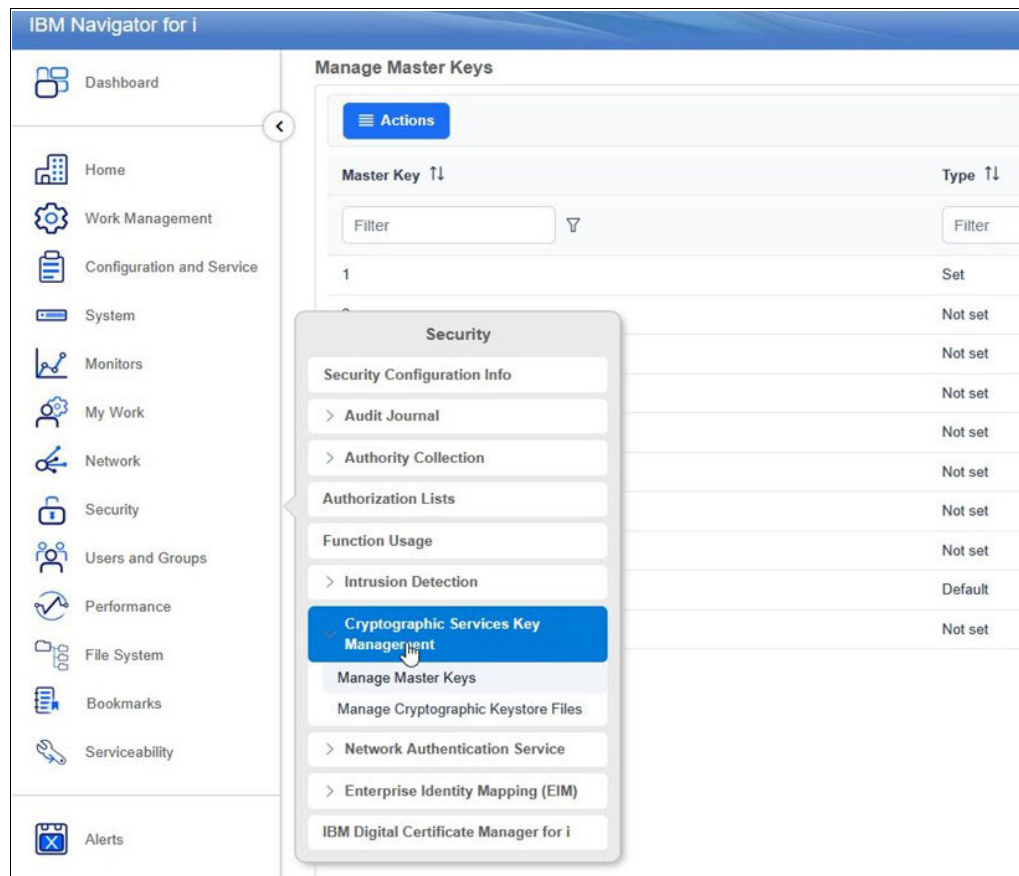 IBM Navigator for i
Dashboard
Home
Work Management
Configuration and Service
System
Monitors
My Work
Network
Security
Users and Groups
Performance
File System
Bookmarks
Serviceability
Alerts
Manage Master Keys
Actions
Master Key
Type
Filter
Filter
1
Set
Not set
Not set
Not set
Not set
Not set
Not set
Not set
Default
Not set
Security
Security Configuration Info
Audit Journal
Authority Collection
Authorization Lists
Function Usage
Intrusion Detection
Cryptographic Services Key
Management
Manage Master Keys
Manage Cryptographic Keystore Files
Network Authentication Service
Enterprise Identity Mapping (EIM)
IBM Digital Certificate Manager for i